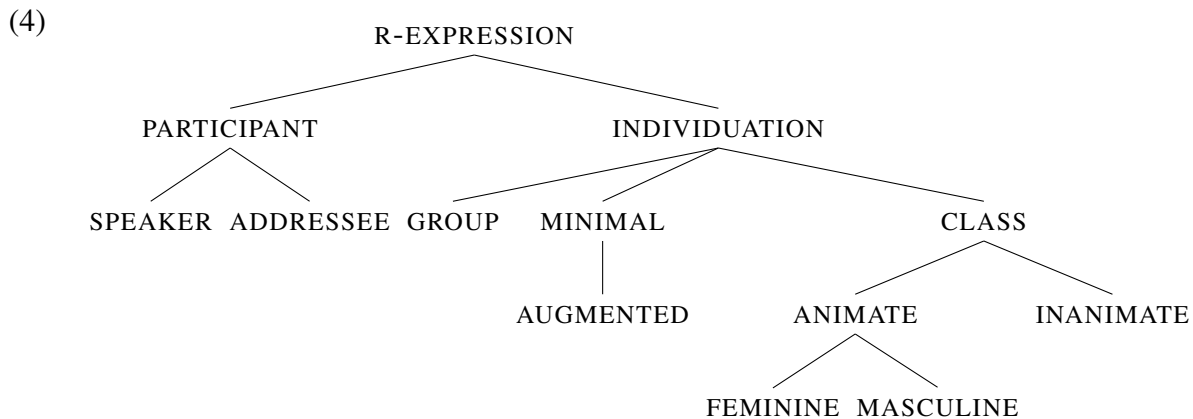 (4)
R-EXPRESSION
PARTICIPANT INDIVIDUATION
SPEAKER ADDRESSEE GROUP MINIMAL CLASS
AUGMENTED ANIMATE INANIMATE
FEMININE MASCULINE